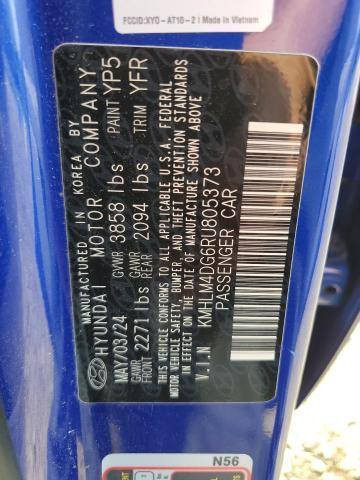 FCCID:XYO-AT10-2 | Made in Vietnam
MANUFACTURED IN KOREA BY
HYUNDAI MOTOR COMPANY
MAY/03/24 GVWR 3858 lbs PAINT YP5
GAWR FRONT 2271 lbs GAWR REAR 2094 lbs TRIM YFR
THIS VEHICLE CONFORMS TO ALL APPLICABLE U.S.A. FEDERAL
MOTOR VEHICLE SAFETY, BUMPER, AND THEFT PREVENTION
STANDARDS IN EFFECT ON THE DATE OF MANUFACTURE SHOWN ABOVE
V.I.N KMHLM4DG6RU805373
PASSENGER CAR
N56